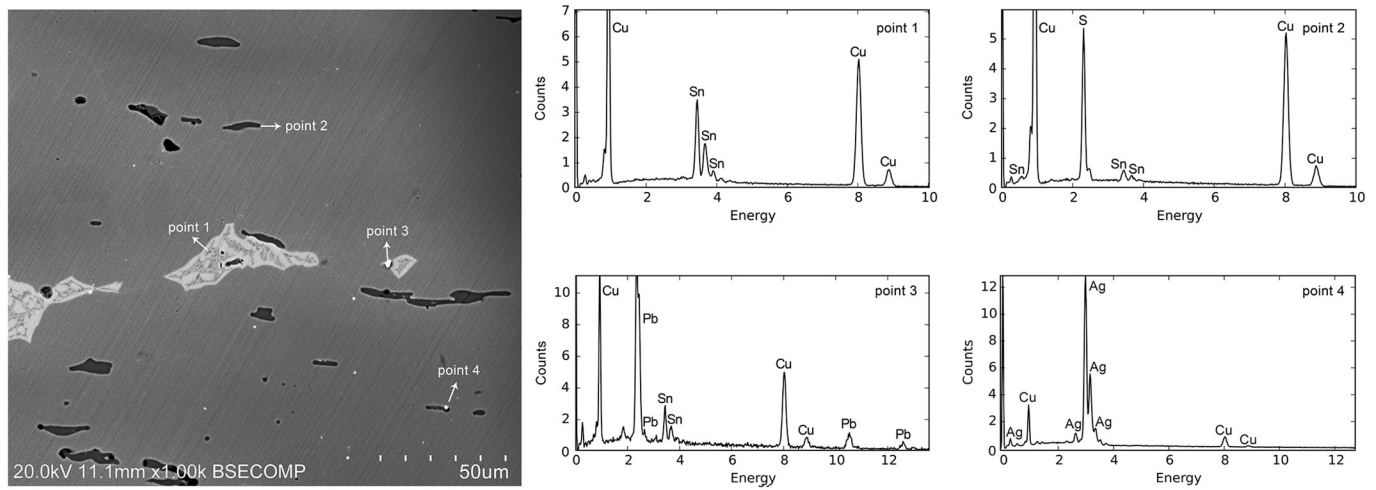 point 2
point 1
point 3
point 4
20.0kV 11.1mm x1.00k BSECOMP
50um
7
6
5
4
3
2
1
0
Counts
Cu
point 1
Sn
Sn
Sn
Cu
Cu
0 2 4 6 8 10
Energy
5
4
3
2
1
0
Counts
Cu
S
Cu
point 2
Sn
Sn
Sn
Cu
0 2 4 6 8 10
Energy
10
8
6
4
2
0
Counts
Cu
Pb
point 3
Pb
Sn
Sn
Cu
Cu
Pb
Pb
0 2 4 6 8 10 12
Energy
12
10
8
6
4
2
0
Counts
Ag
point 4
Ag
Cu
Ag
Ag
Ag
Cu
Cu
0 2 4 6 8 10 12
Energy